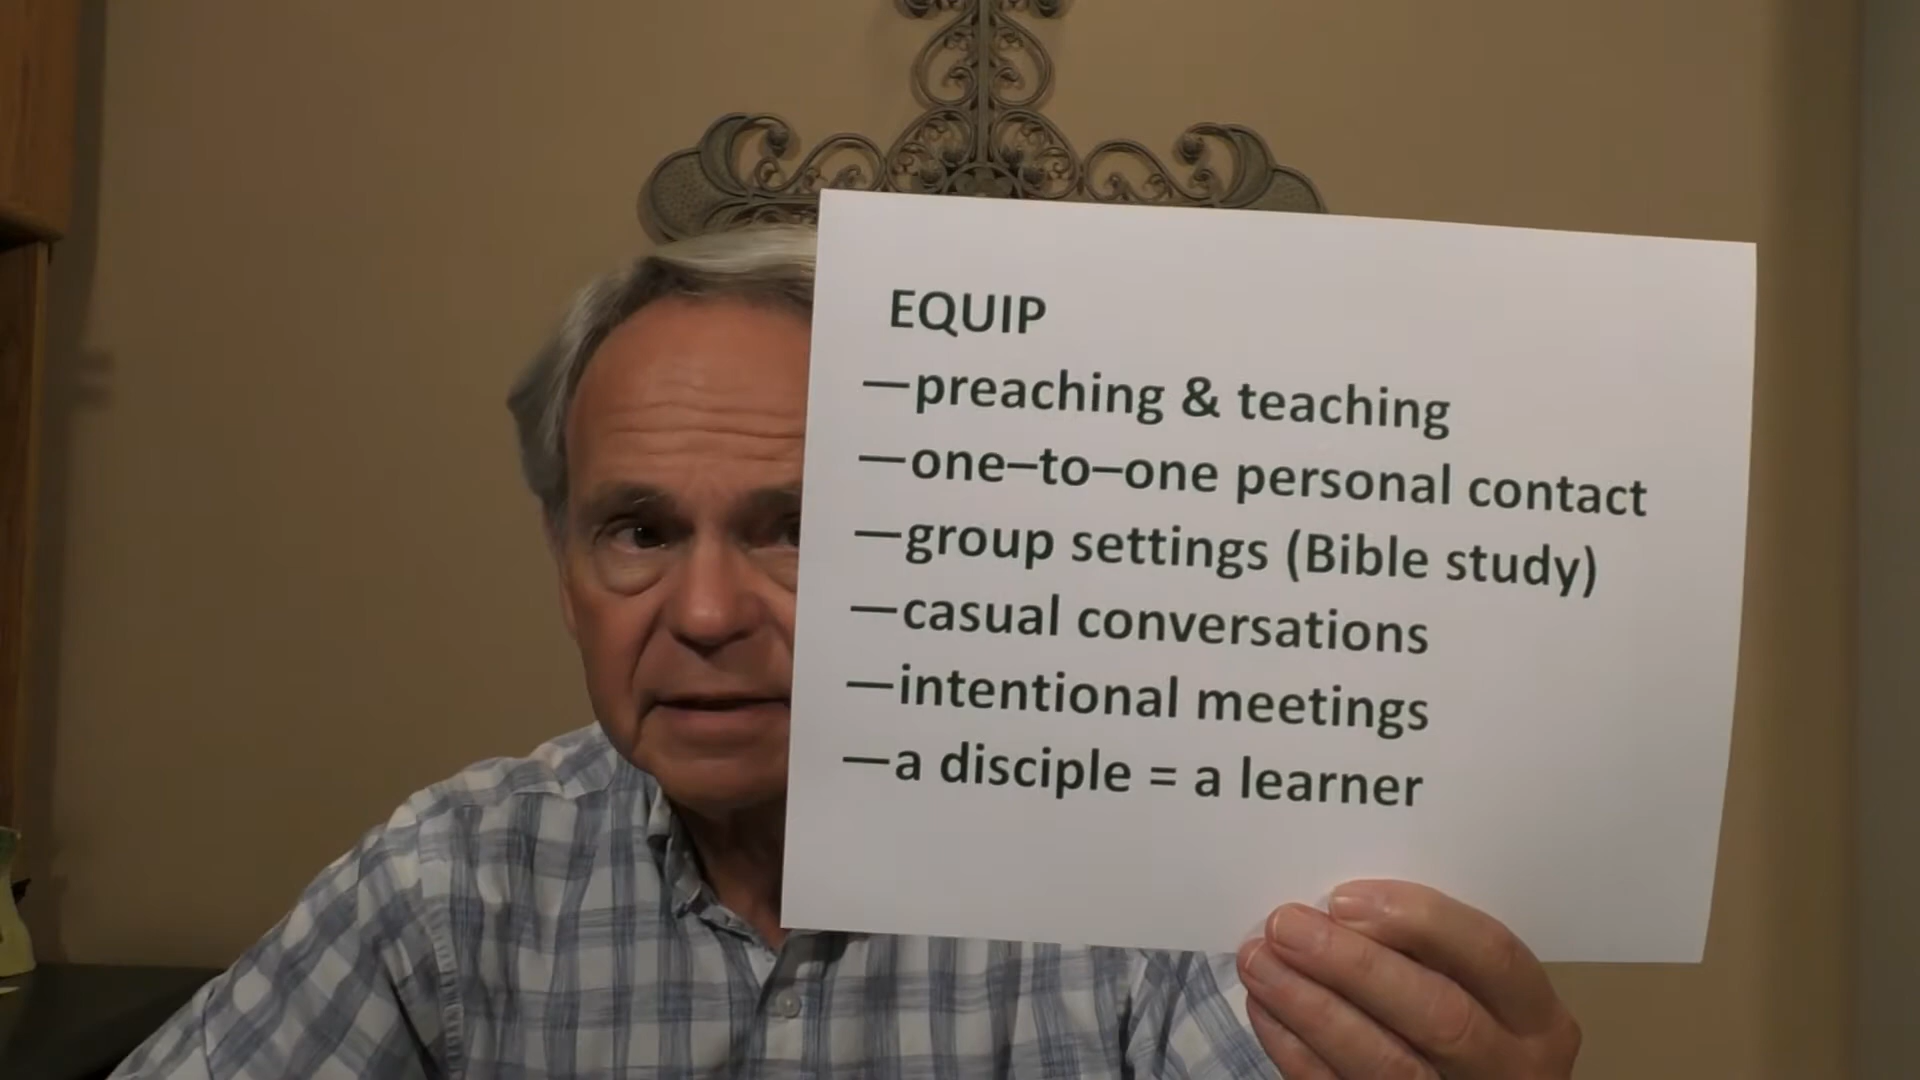 EQUIP
—preaching & teaching
—one–to–one personal contact
—group settings (Bible study)
—casual conversations
—intentional meetings
—a disciple = a learner